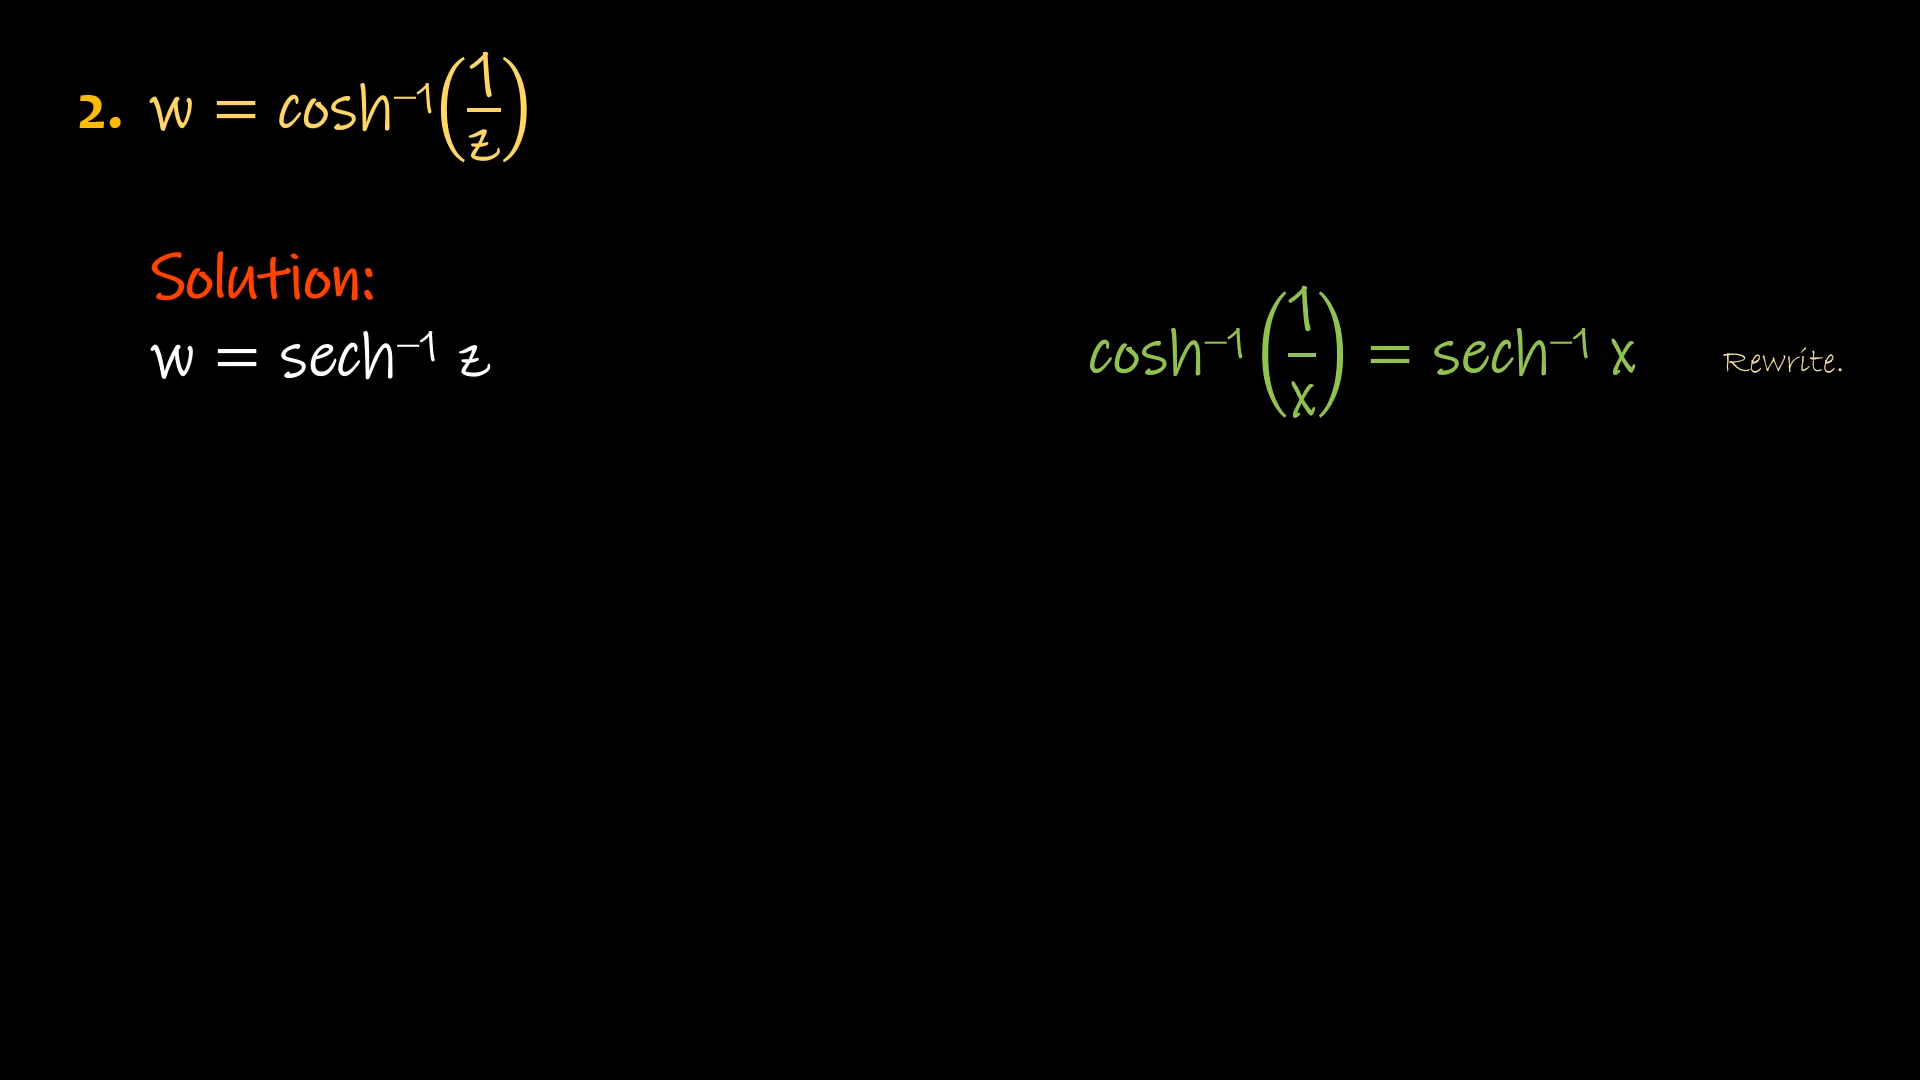 2. w = cosh⁻¹(1/z)
Solution:
w = sech⁻¹ z
cosh⁻¹(1/x) = sech⁻¹ x
Rewrite.